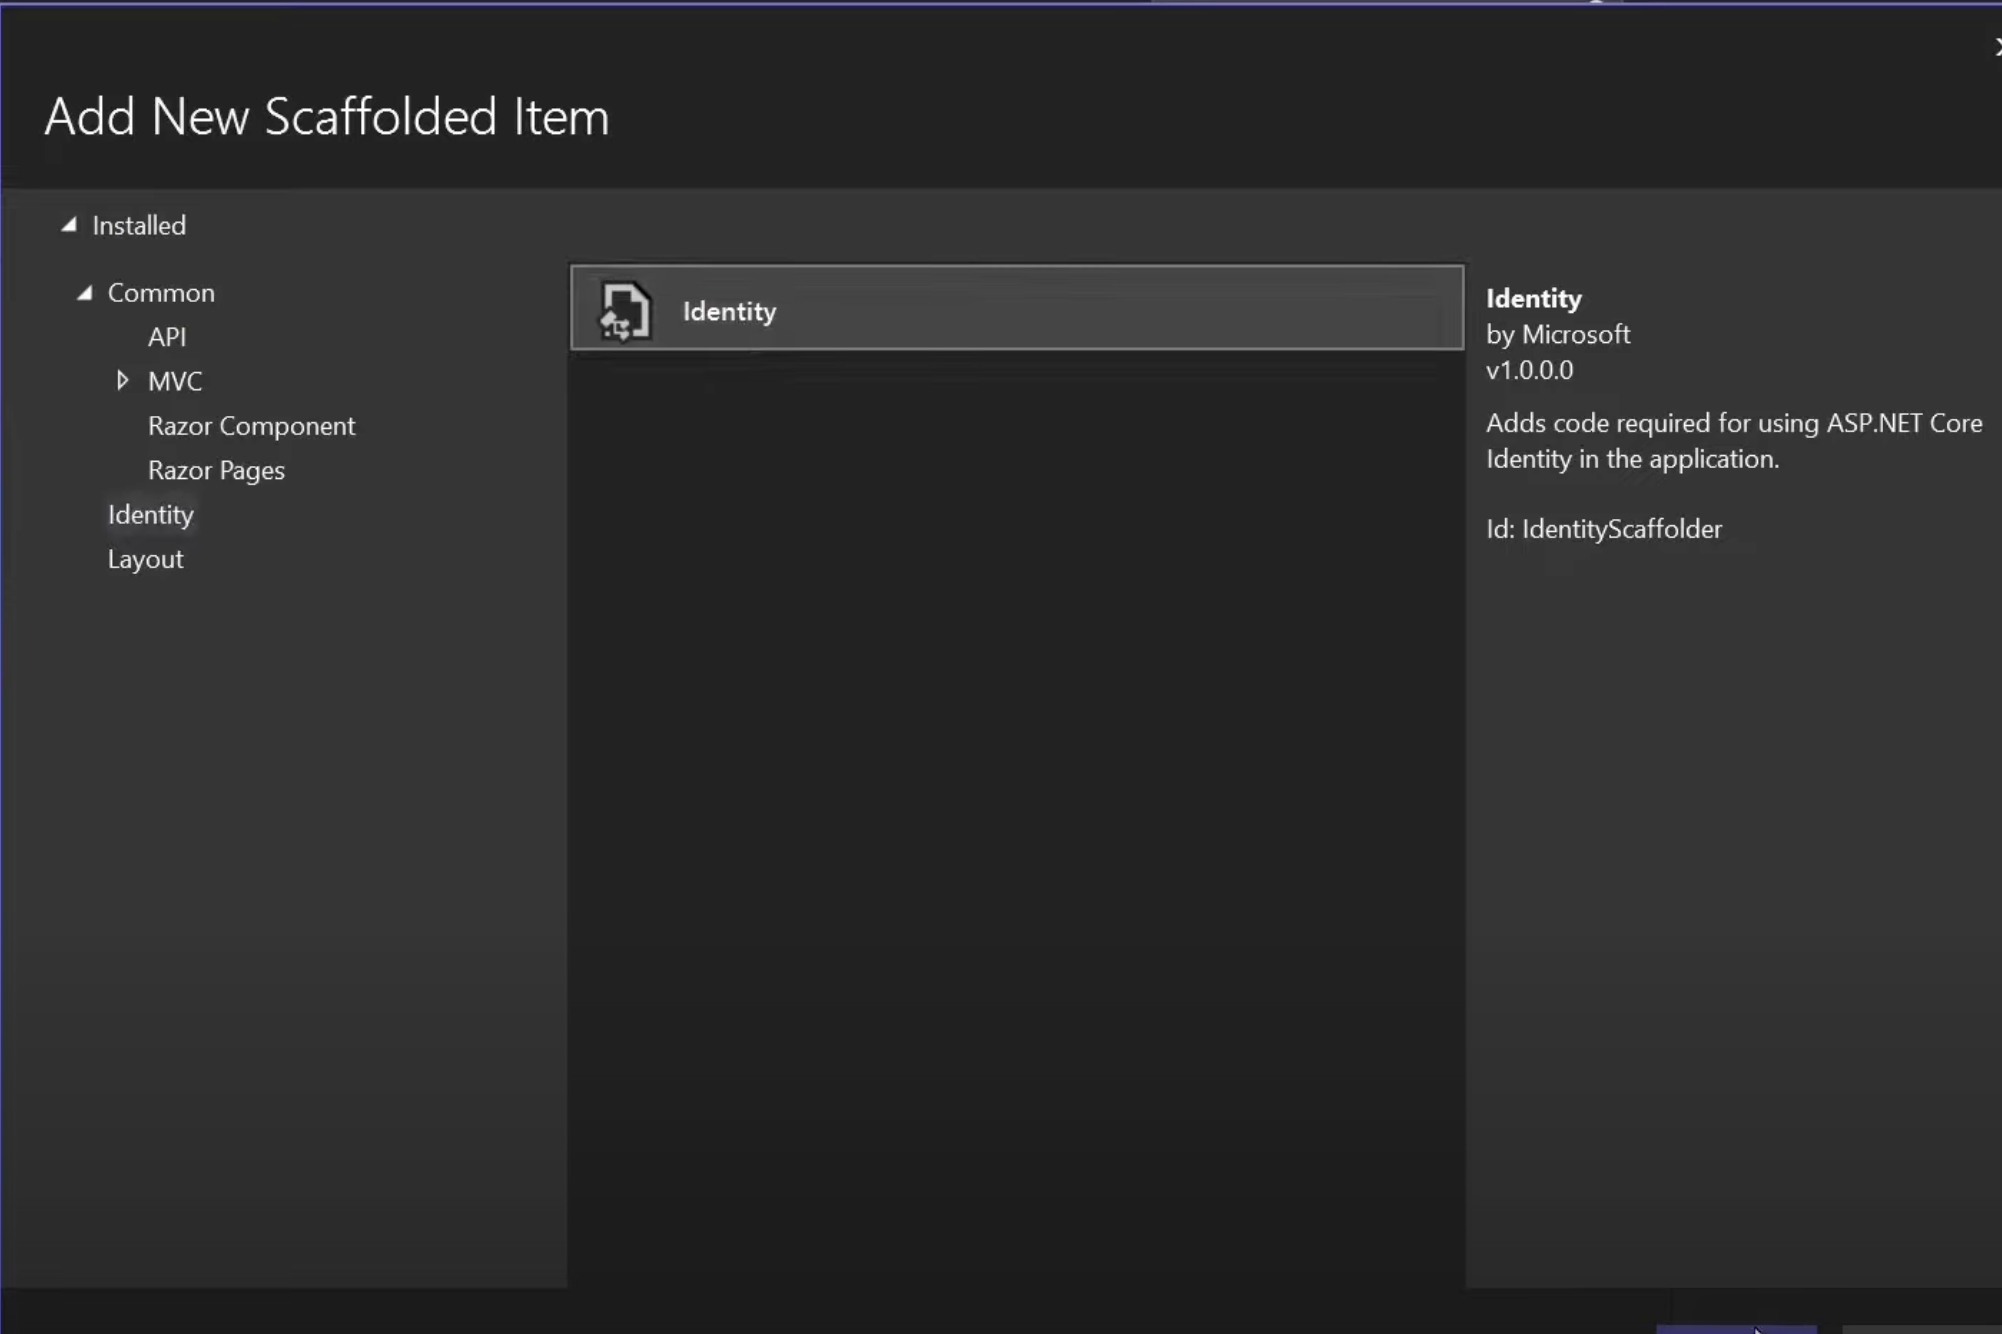 Add New Scaffolded Item
Installed
Common
API
MVC
Razor Component
Razor Pages
Identity
Layout
Identity
Identity
by Microsoft
v1.0.0.0
Adds code required for using ASP.NET Core
Identity in the application.
Id: IdentityScaffolder